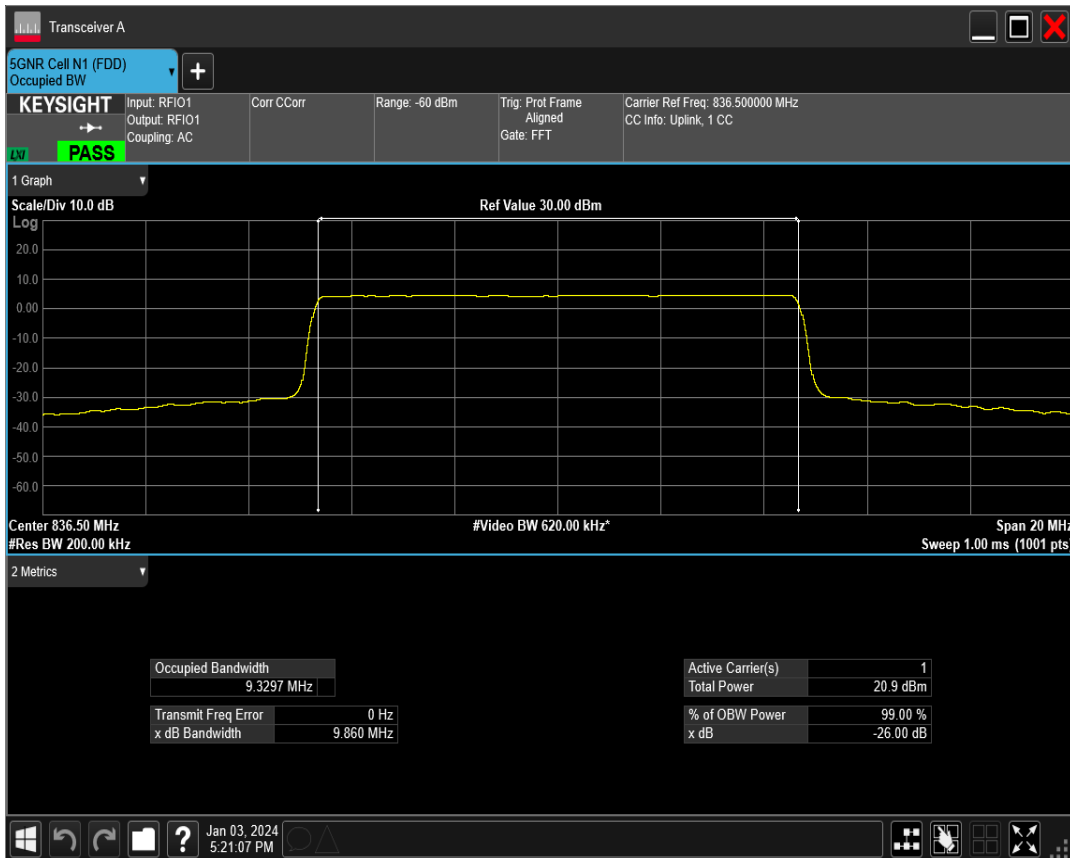 Transceiver A
5GNR Cell N1 (FDD)
Occupied BW
+
KEYSIGHT
LXI
PASS
Input: RFIO1
Output: RFIO1
Coupling: AC
Corr CCorr
Range: -60 dBm
Trig: Prot Frame
Aligned
Gate: FFT
Carrier Ref Freq: 836.500000 MHz
CC Info: Uplink, 1 CC
1 Graph
Scale/Div 10.0 dB
Ref Value 30.00 dBm
Log
20.0
10.0
0.00
-10.0
-20.0
-30.0
-40.0
-50.0
-60.0
Center 836.50 MHz
#Video BW 620.00 kHz*
Span 20 MHz
#Res BW 200.00 kHz
Sweep 1.00 ms (1001 pts)
2 Metrics
Occupied Bandwidth
9.3297 MHz
Transmit Freq Error 0 Hz
x dB Bandwidth 9.860 MHz
Active Carrier(s) 1
Total Power 20.9 dBm
% of OBW Power 99.00 %
x dB -26.00 dB
?
Jan 03, 2024
5:21:07 PM